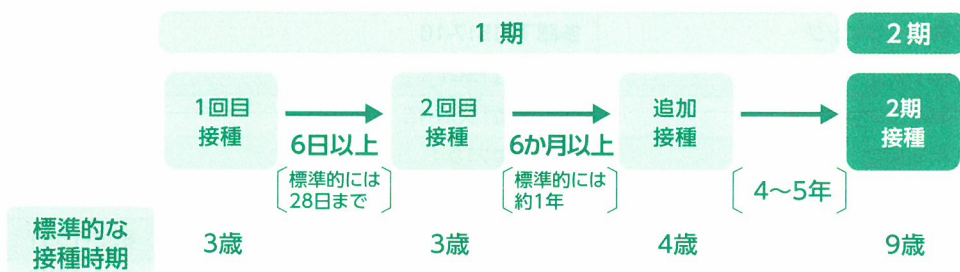 1期
2期
1回目
接種
6日以上
標準的には
28日まで
2回目
接種
6か月以上
標準的には
約1年
追加
接種
4〜5年
2期
接種
標準的な
接種時期
3歳
3歳
4歳
9歳